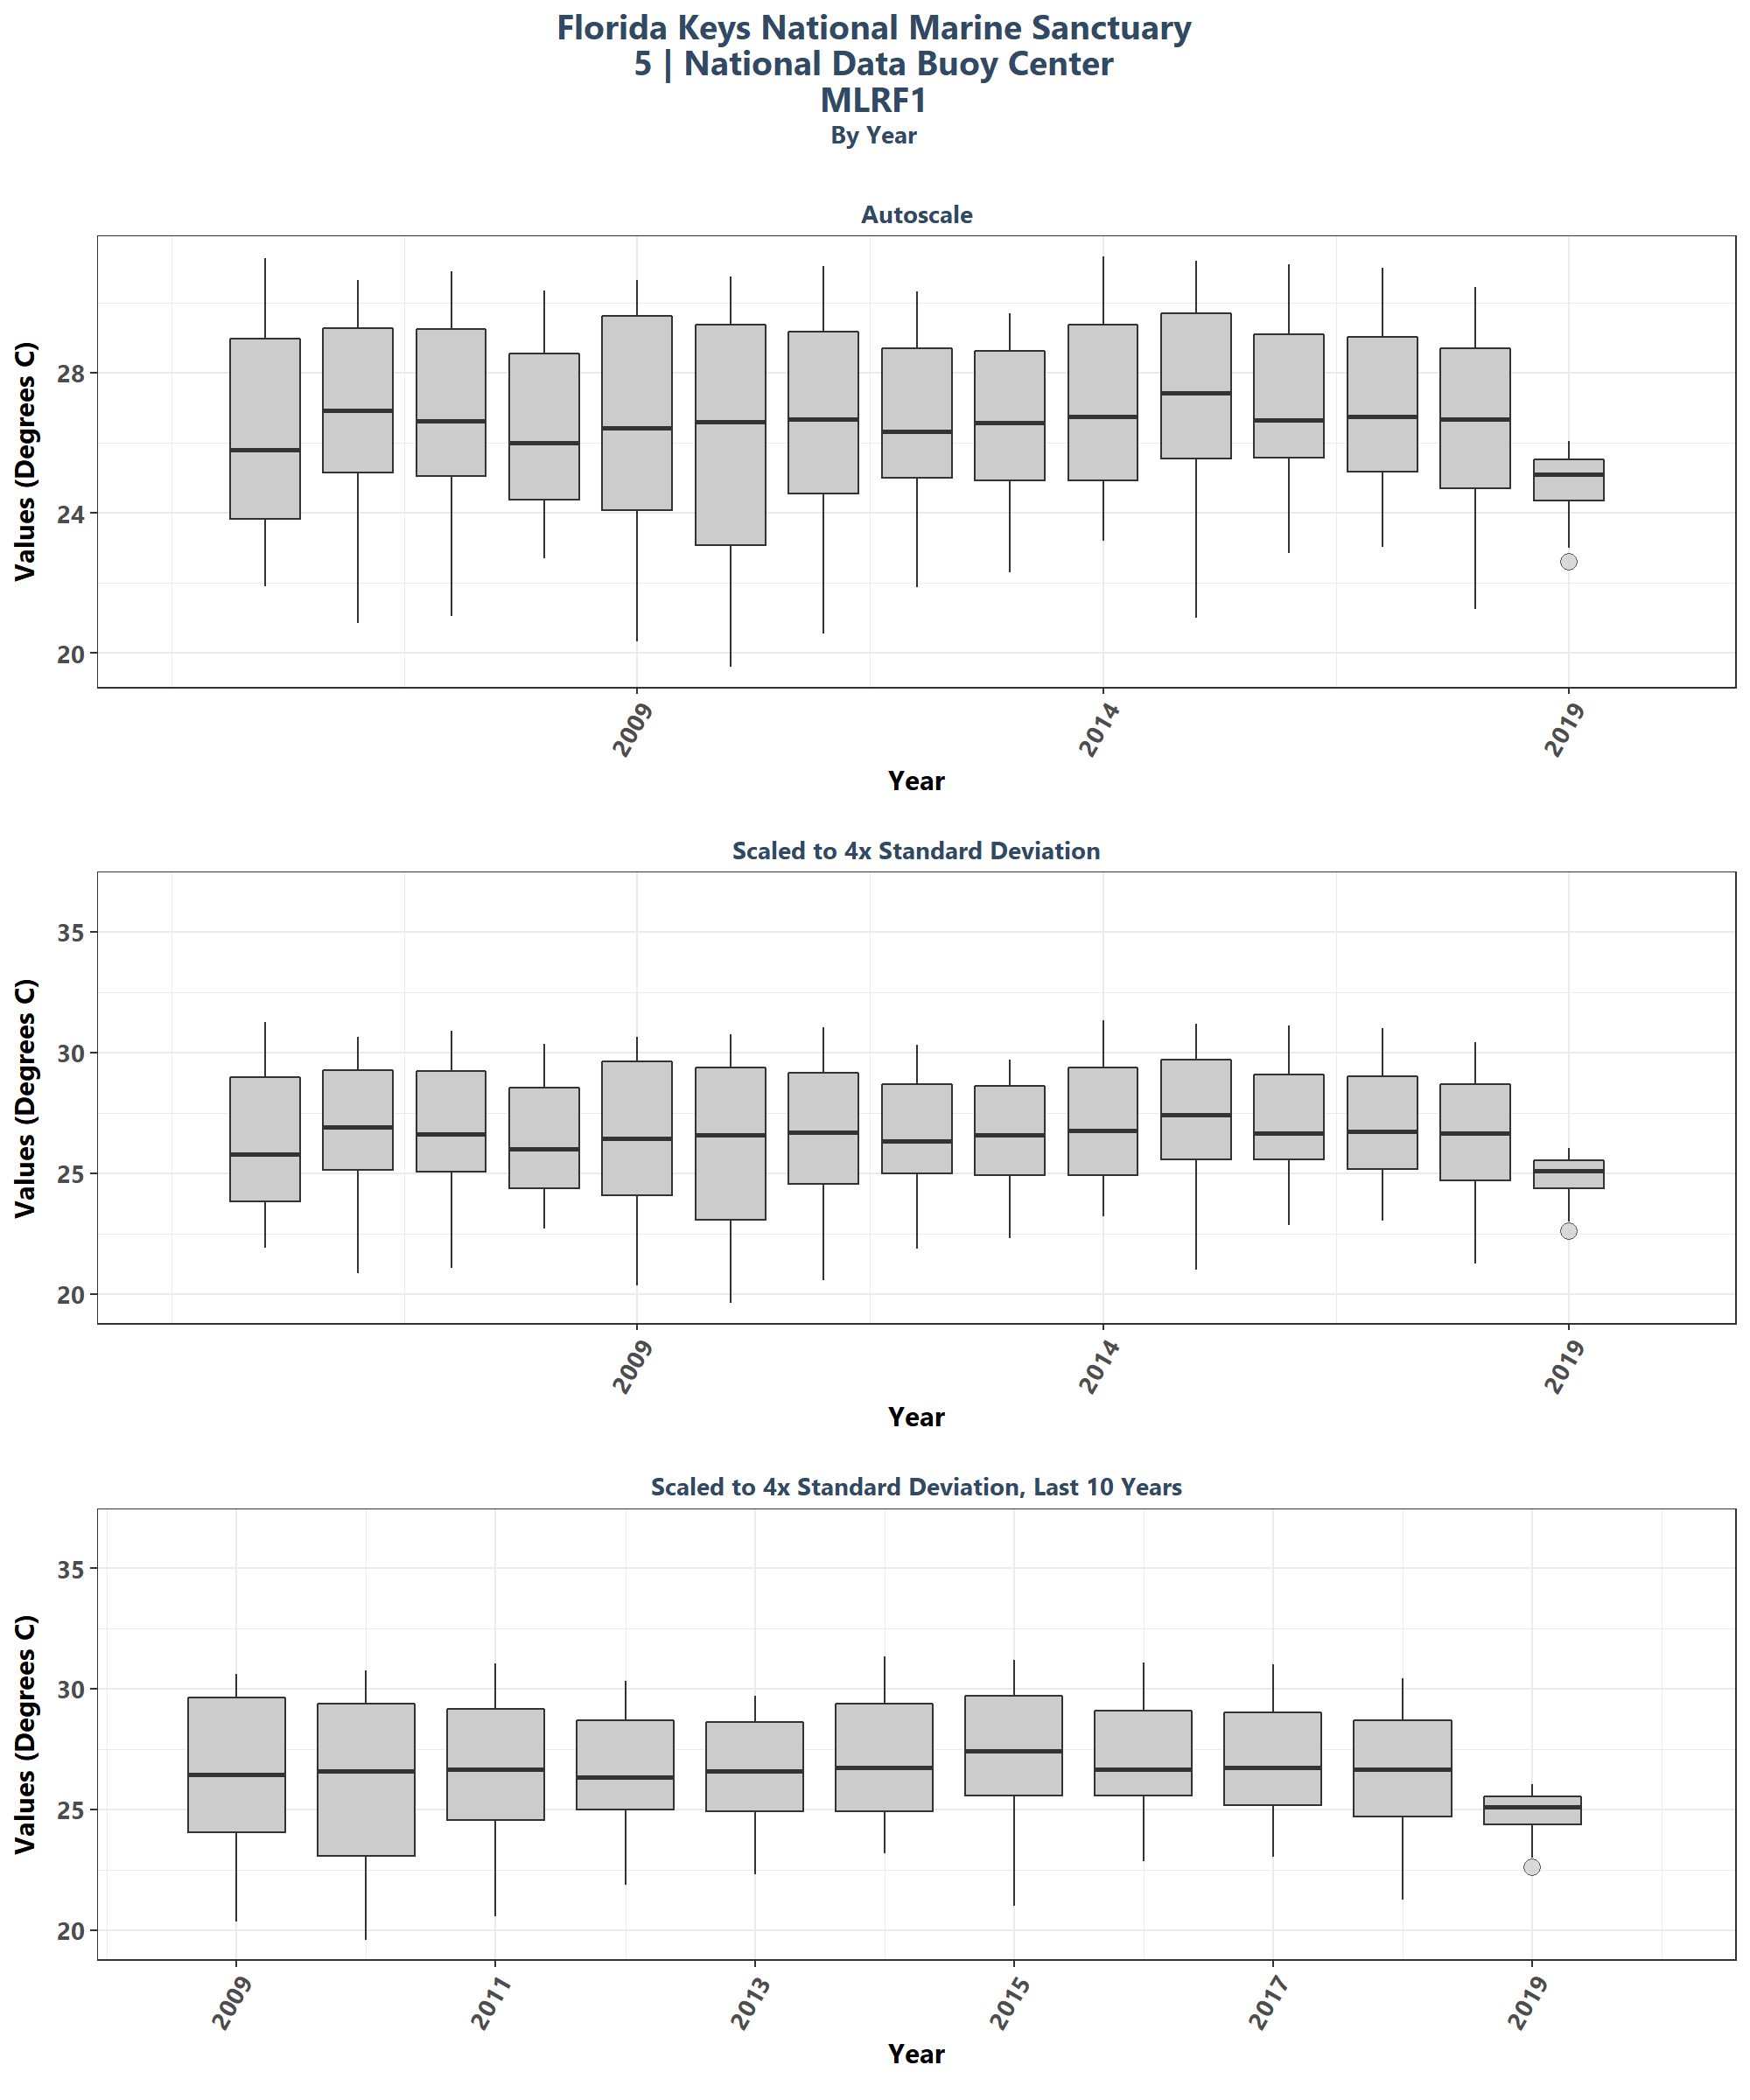 Florida Keys National Marine Sanctuary
5 | National Data Buoy Center
MLRF1
By Year
Autoscale
Values (Degrees C)
28
24
20
2009
2014
2019
Year
Scaled to 4x Standard Deviation
Values (Degrees C)
35
30
25
20
2009
2014
2019
Year
Scaled to 4x Standard Deviation, Last 10 Years
Values (Degrees C)
35
30
25
20
2009
2011
2013
2015
2017
2019
Year